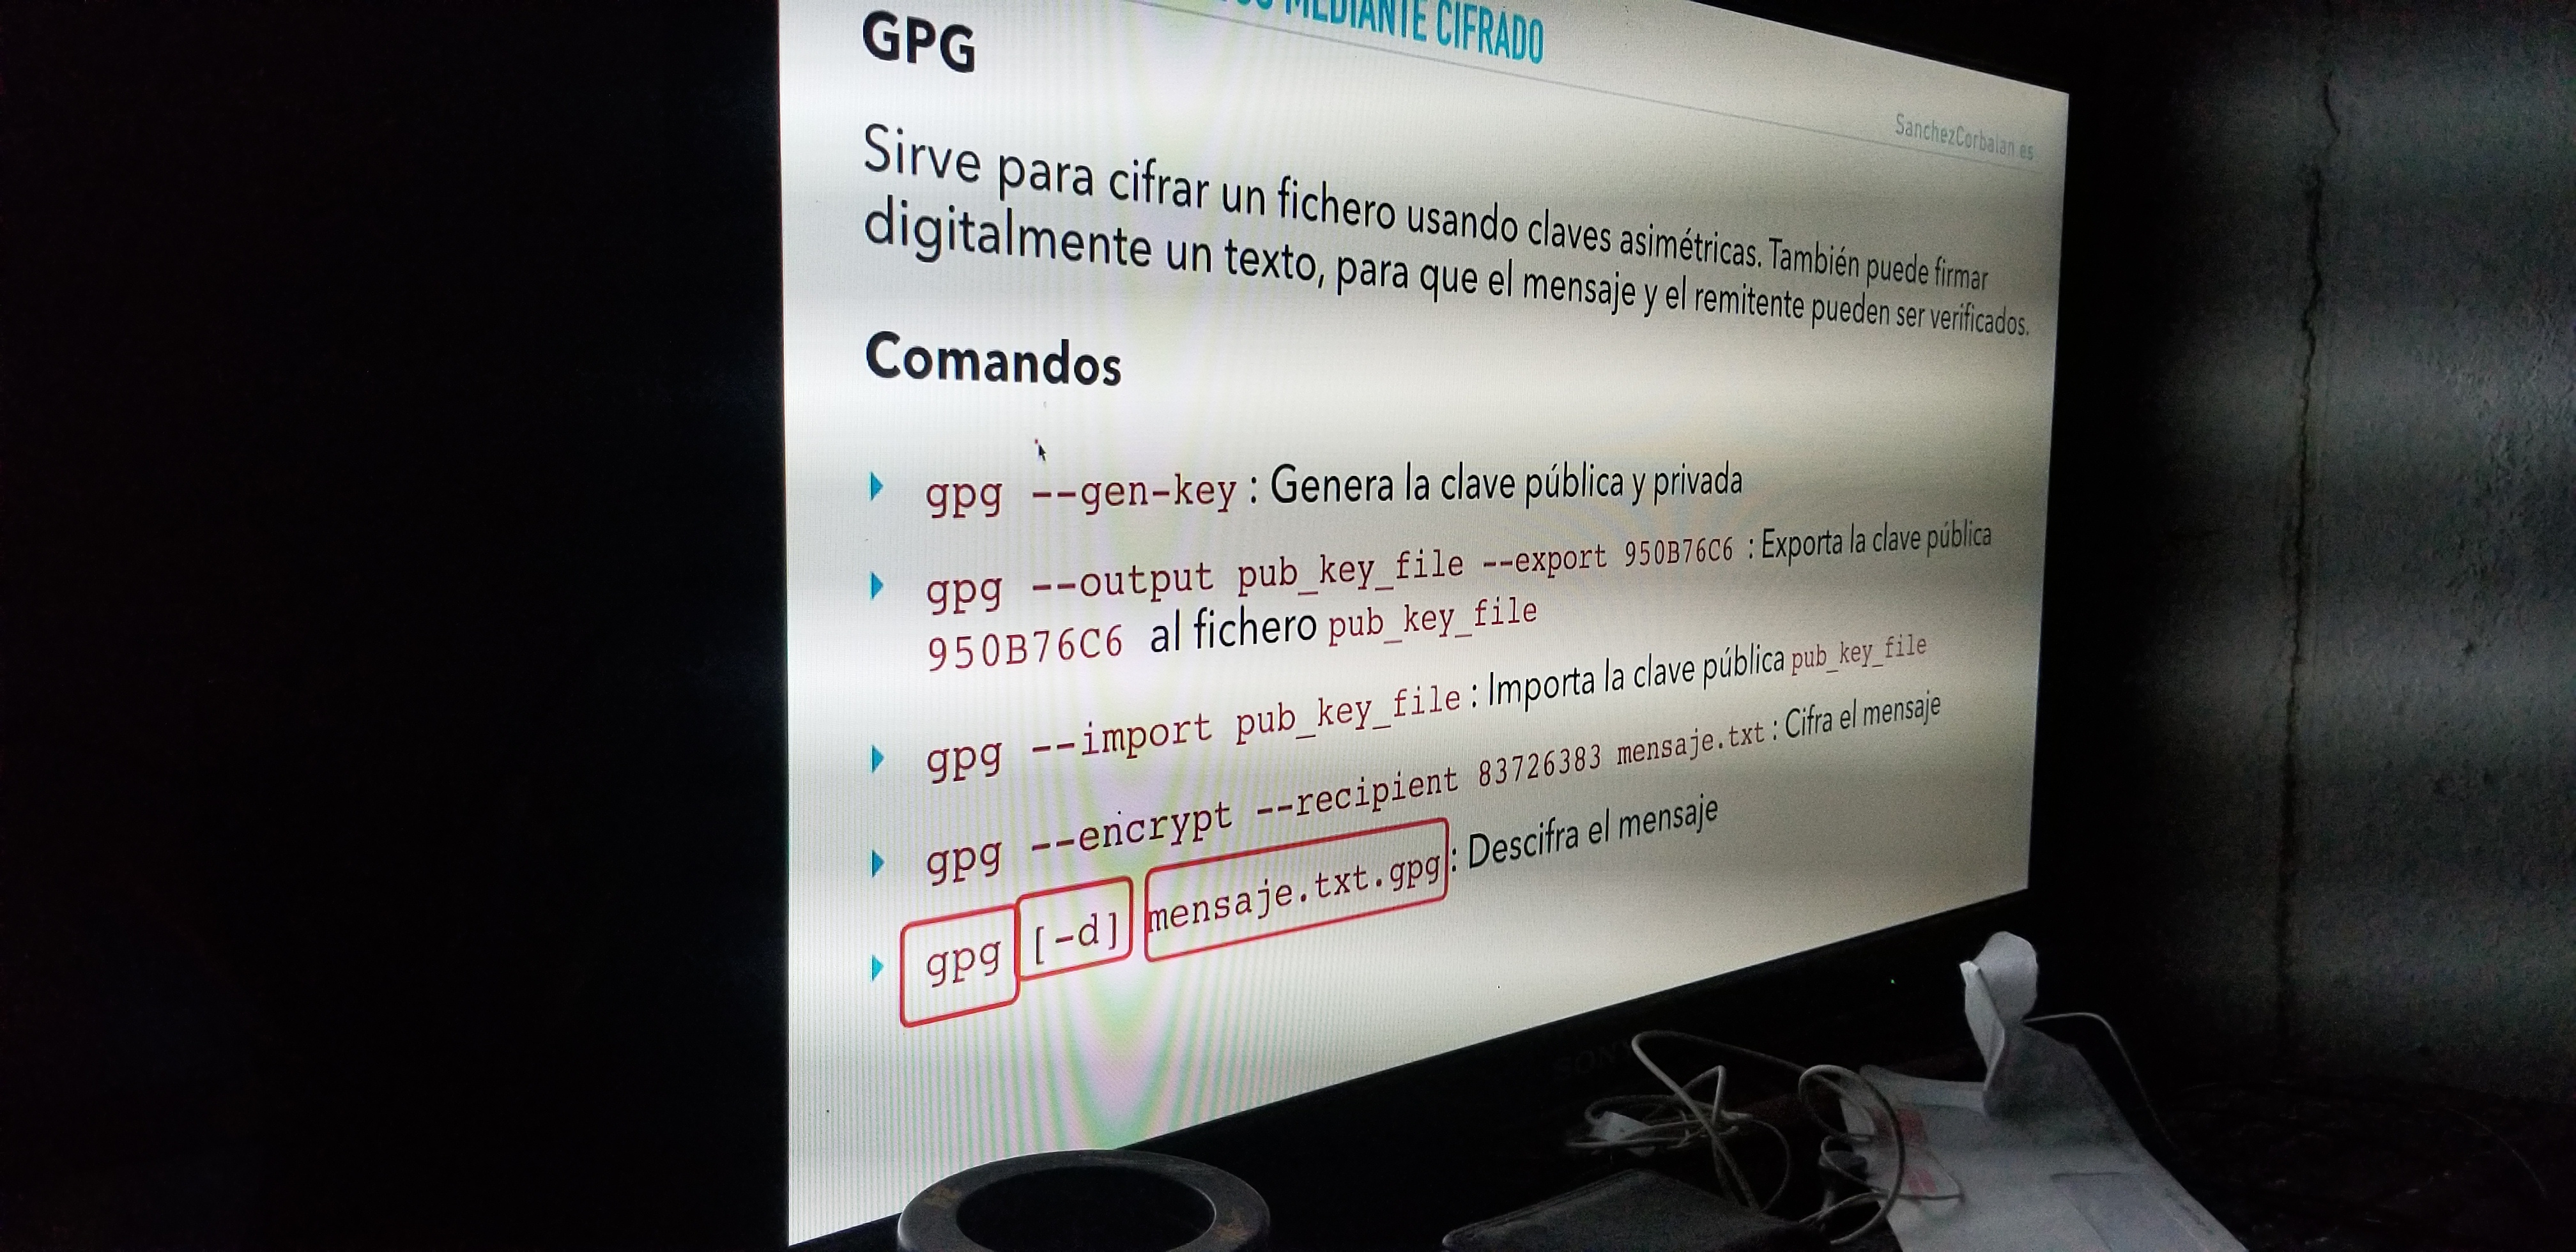 MEDIANTE CIFRADO
GPG
SanchezCorbalan.es
Sirve para cifrar un fichero usando claves asimétricas. También puede firmar
digitalmente un texto, para que el mensaje y el remitente pueden ser verificados.
Comandos
gpg --gen-key : Genera la clave pública y privada
gpg --output pub_key_file --export 950B76C6 : Exporta la clave pública
950B76C6 al fichero pub_key_file
gpg --import pub_key_file : Importa la clave pública pub_key_file
gpg --encrypt --recipient 83726383 mensaje.txt : Cifra el mensaje
gpg [-d] mensaje.txt.gpg : Descifra el mensaje
SONY